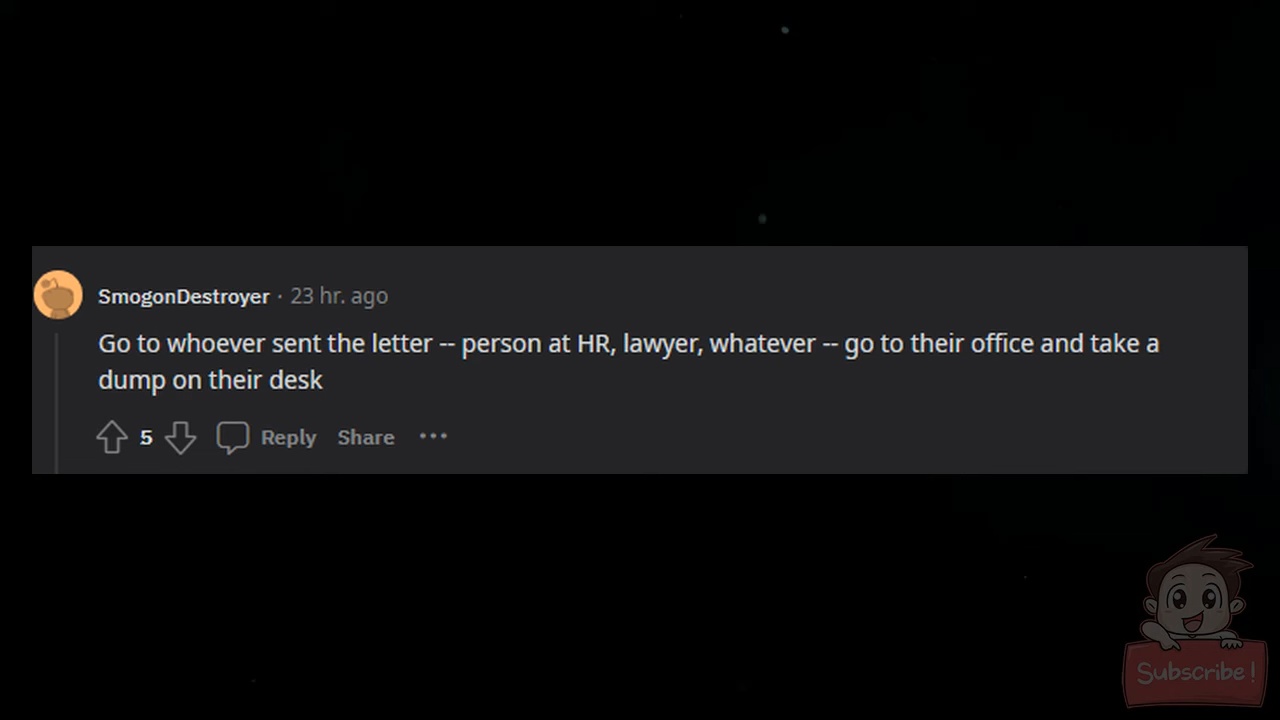 SmogonDestroyer · 23 hr. ago
Go to whoever sent the letter -- person at HR, lawyer, whatever -- go to their office and take a
dump on their desk
5 Reply Share ···
Subscribe!